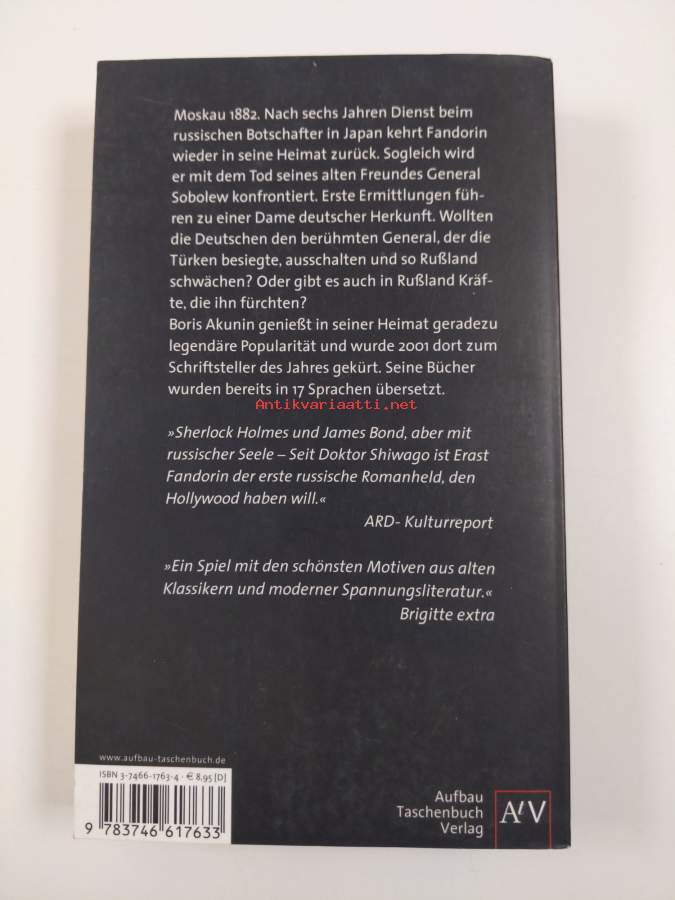 Moskau 1882. Nach sechs Jahren Dienst beim
russischen Botschafter in Japan kehrt Fandorin
wieder in seine Heimat zurück. Sogleich wird
er mit dem Tod seines alten Freundes General
Sobolew konfrontiert. Erste Ermittlungen füh-
ren zu einer Dame deutscher Herkunft. Wollten
die Deutschen den berühmten General, der die
Türken besiegte, ausschalten und so Rußland
schwächen? Oder gibt es auch in Rußland Kräf-
te, die ihn fürchten?
Boris Akunin genießt in seiner Heimat geradezu
legendäre Popularität und wurde 2001 dort zum
Schriftsteller des Jahres gekürt. Seine Bücher
wurden bereits in 17 Sprachen übersetzt.
Antikvariaatti.net
»Sherlock Holmes und James Bond, aber mit
russischer Seele – Seit Doktor Shiwago ist Erast
Fandorin der erste russische Romanheld, den
Hollywood haben will.«
ARD- Kulturreport
»Ein Spiel mit den schönsten Motiven aus alten
Klassikern und moderner Spannungsliteratur.«
Brigitte extra
www.aufbau-taschenbuch.de
ISBN 3-7466-1763-4 · € 8,95 [D]
9 783746 617633
Aufbau
Taschenbuch
Verlag
AtV